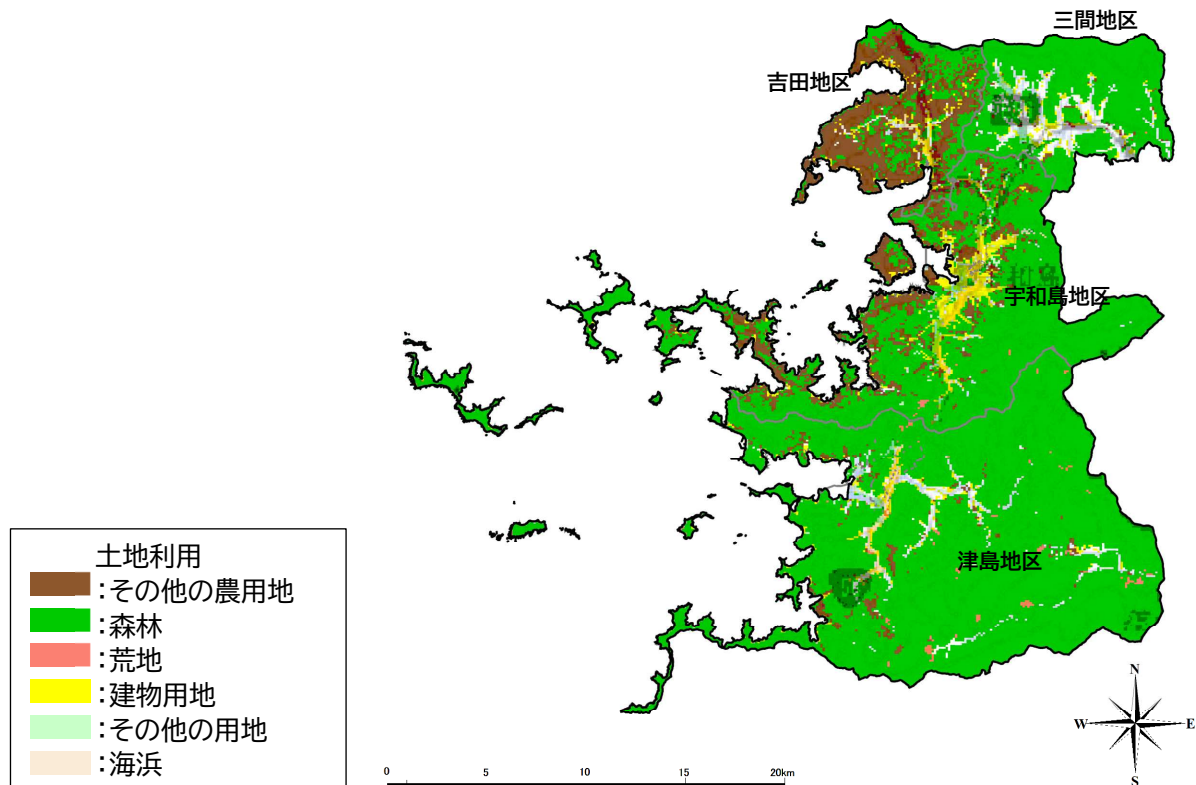 三間地区
吉田地区
宇和島地区
津島地区
土地利用
:その他の農用地
:森林
:荒地
:建物用地
:その他の用地
:海浜
N
W
E
S
0 5 10 15 20km